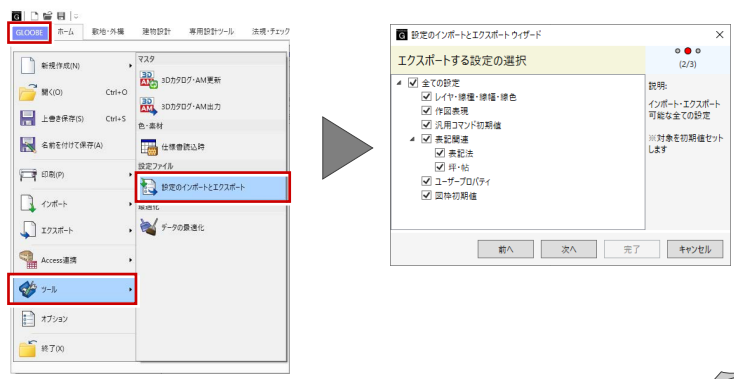 GLOOBE ホーム 敷地・外構 建物設計 専用設計ツール 法規・チェック
新規作成(N)
開く(O) Ctrl+O
上書き保存(S) Ctrl+S
名前を付けて保存(A)
印刷(P)
インポート
エクスポート
Access連携
ツール
オプション
終了(X)
マスタ
3Dカタログ・AM更新
3Dカタログ・AM出力
色・素材
仕様書読込時
設定ファイル
設定のインポートとエクスポート
最適化
データの最適化
設定のインポートとエクスポート ウィザード
エクスポートする設定の選択
(2/3)
全ての設定
レイヤ・線種・線幅・線色
作図表現
汎用コマンド初期値
表記関連
表記法
坪・帖
ユーザープロパティ
図枠初期値
説明:
インポート・エクスポート
可能な全ての設定
※対象を初期値セット
します
前へ 次へ 完了 キャンセル